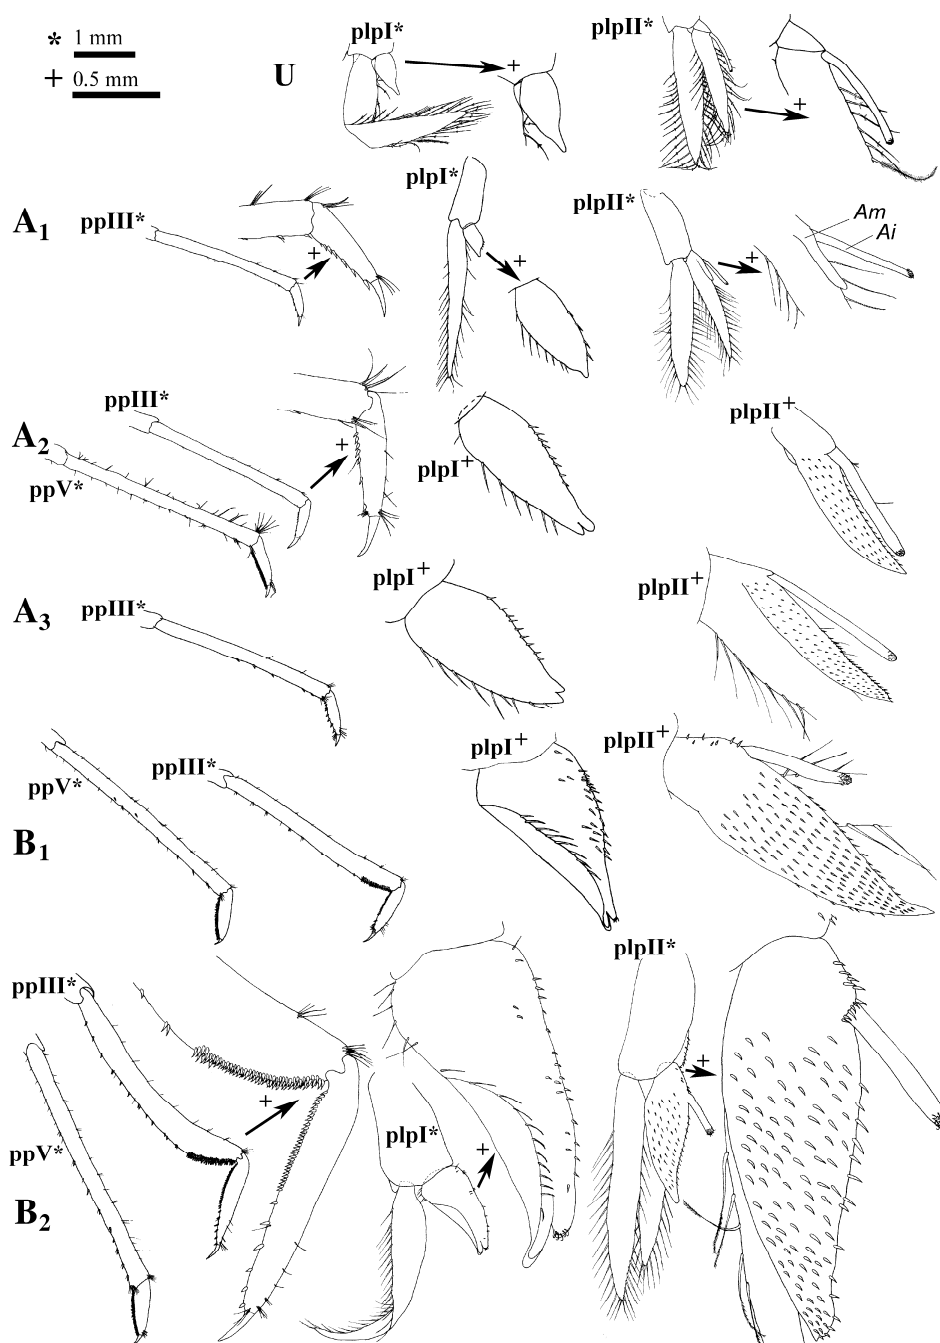 * 1 mm
+ 0.5 mm
U
plpI*
+
plpII*
+
A1
ppIII*
+
plpI*
+
plpII*
+
Am
Ai
A2
ppIII*
ppV*
+
plpI+
plpII+
A3
ppIII*
plpI+
plpII+
B1
ppV*
ppIII*
plpI+
plpII+
B2
ppIII*
ppV*
+
plpI*
+
plpII*
+